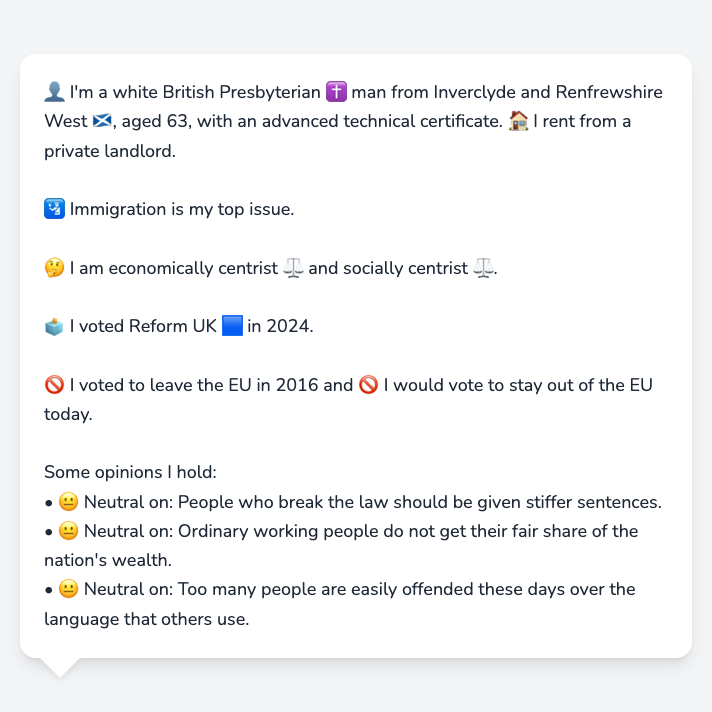 👤 I'm a white British Presbyterian ✝️ man from Inverclyde and Renfrewshire
West 🏴󠁧󠁢󠁳󠁣󠁴󠁿, aged 63, with an advanced technical certificate. 🏠 I rent from a
private landlord.
🛂 Immigration is my top issue.
🤔 I am economically centrist ⚖️ and socially centrist ⚖️.
🗳️ I voted Reform UK 🟦 in 2024.
🚫 I voted to leave the EU in 2016 and 🚫 I would vote to stay out of the EU
today.
Some opinions I hold:
• 😐 Neutral on: People who break the law should be given stiffer sentences.
• 😐 Neutral on: Ordinary working people do not get their fair share of the
nation's wealth.
• 😐 Neutral on: Too many people are easily offended these days over the
language that others use.